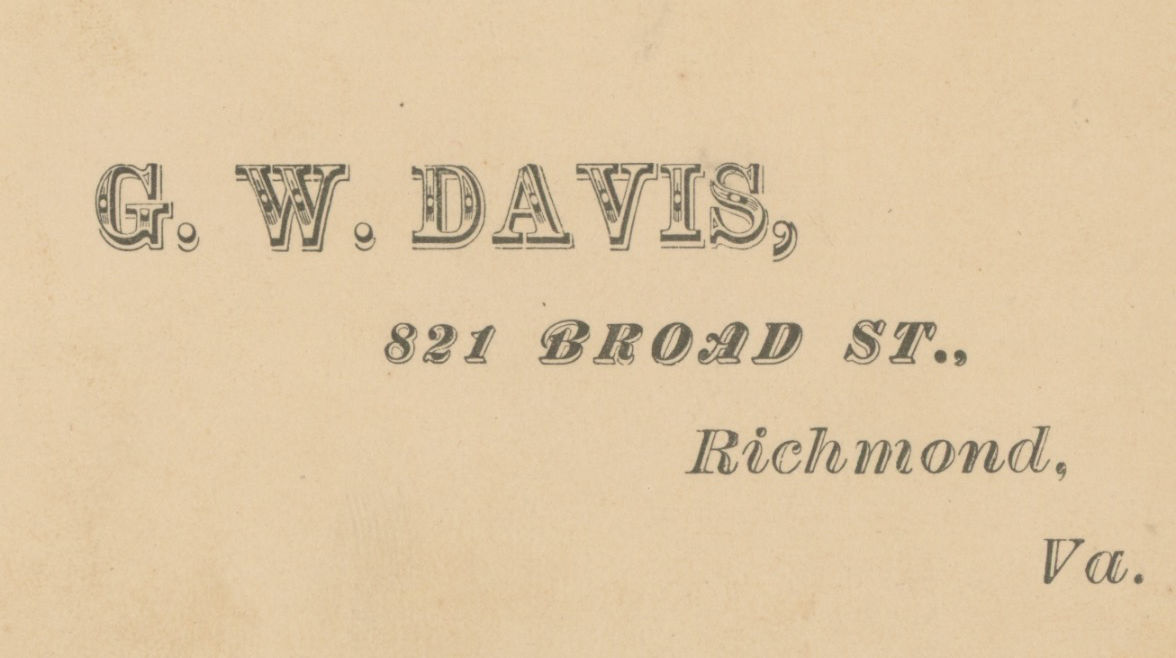 G. W. DAVIS,
821 BROAD ST.,
Richmond,
Va.